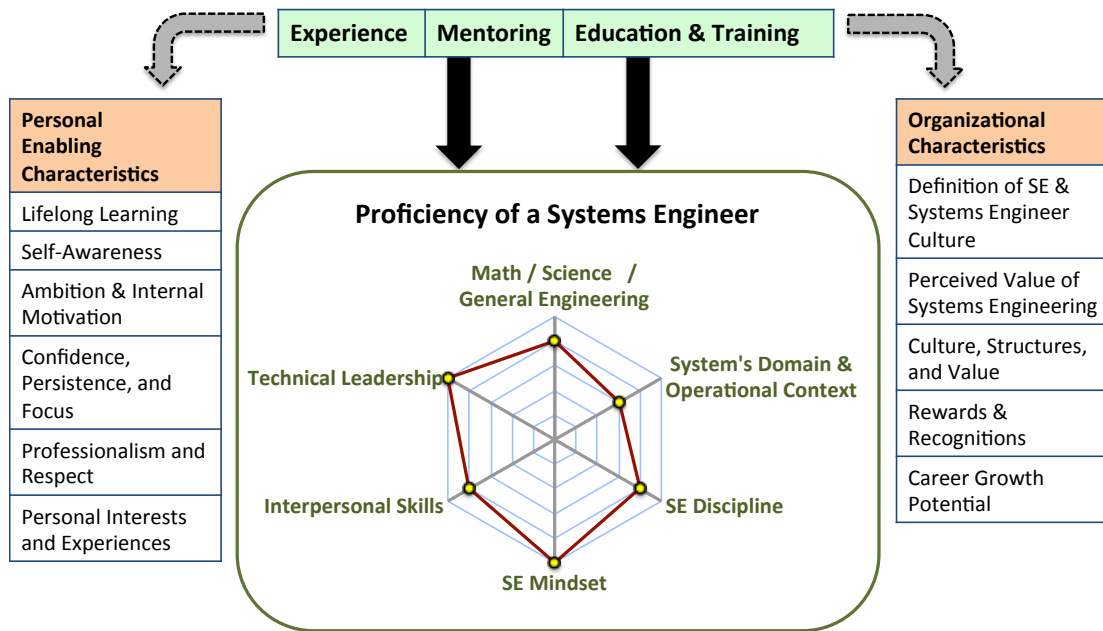 Experience Mentoring Education & Training
Personal
Enabling
Characteristics
Lifelong Learning
Self-Awareness
Ambition & Internal
Motivation
Confidence,
Persistence, and
Focus
Professionalism and
Respect
Personal Interests
and Experiences
Proficiency of a Systems Engineer
Math / Science /
General Engineering
System's Domain &
Operational Context
SE Discipline
SE Mindset
Interpersonal Skills
Technical Leadership
Organizational
Characteristics
Definition of SE &
Systems Engineer
Culture
Perceived Value of
Systems Engineering
Culture, Structures,
and Value
Rewards &
Recognitions
Career Growth
Potential